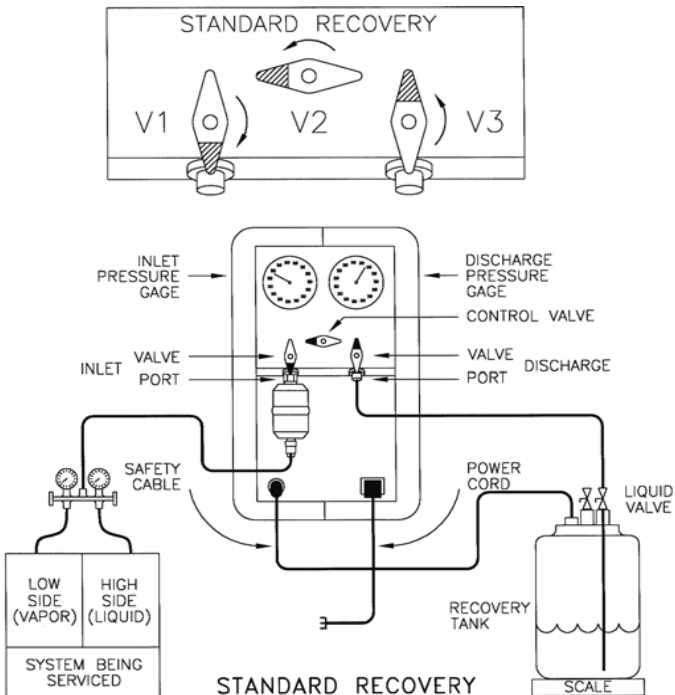 STANDARD RECOVERY
V1
V2
V3
INLET
PRESSURE
GAGE
DISCHARGE
PRESSURE
GAGE
CONTROL VALVE
INLET
VALVE
PORT
VALVE
PORT
DISCHARGE
SAFETY
CABLE
POWER
CORD
LIQUID
VALVE
LOW
SIDE
(VAPOR)
HIGH
SIDE
(LIQUID)
SYSTEM BEING
SERVICED
RECOVERY
TANK
SCALE
STANDARD RECOVERY